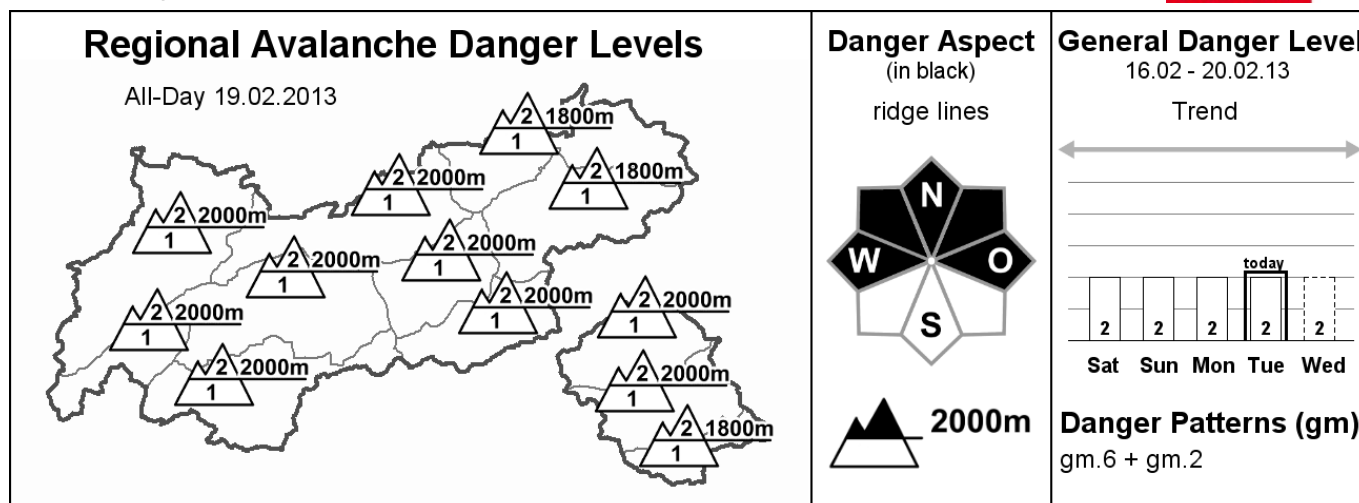 Regional Avalanche Danger Levels
All-Day 19.02.2013
2 1800m
1
2 1800m
1
2 2000m
1
2 2000m
1
2 2000m
1
2 2000m
1
2 2000m
1
2 2000m
1
2 2000m
1
2 2000m
1
2 2000m
1
2 1800m
1
Danger Aspect
(in black)
ridge lines
N
W
O
S
2000m
General Danger Level
16.02 - 20.02.13
Trend
today
2 2 2 2 2
Sat Sun Mon Tue Wed
Danger Patterns (gm)
gm.6 + gm.2